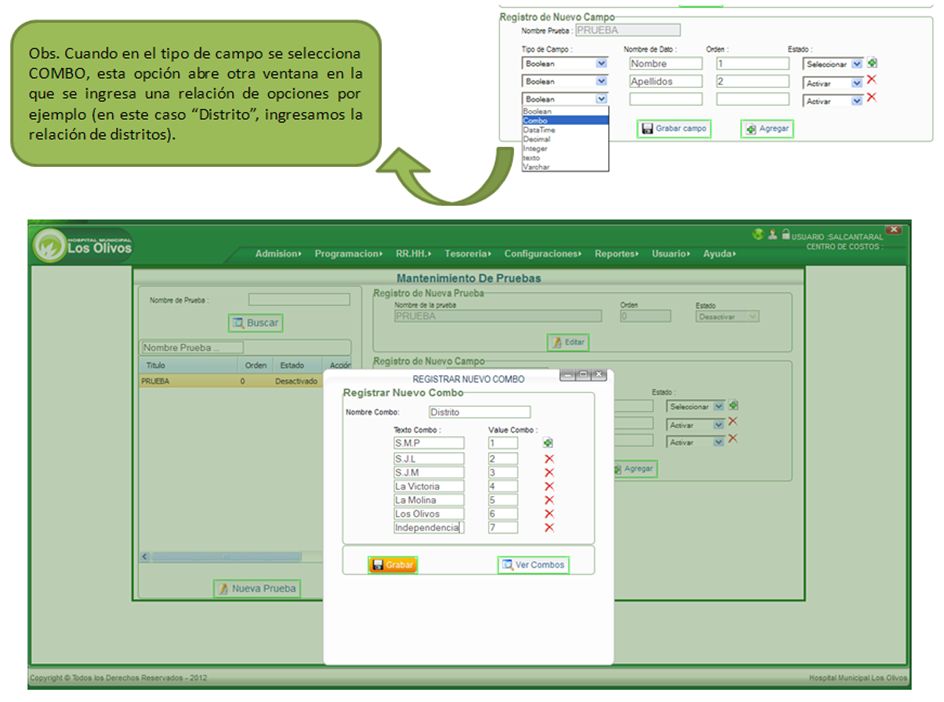 Obs. Cuando en el tipo de campo se selecciona
COMBO, esta opción abre otra ventana en la
que se ingresa una relación de opciones por
ejemplo (en este caso “Distrito”, ingresamos la
relación de distritos).
Registro de Nuevo Campo
Nombre Prueba : PRUEBA
Tipo de Campo : Nombre de Dato : Orden : Estado :
Boolean Nombre 1 Seleccionar
Boolean Apellidos 2 Activar
Boolean Activar
Boolean
Combo
DataTime
Decimal
Integer
texto
Varchar
Grabar campo Agregar
HOSPITAL MUNICIPAL
Los Olivos
USUARIO :SALCANTARAL
CENTRO DE COSTOS :
Admision Programacion RR.HH. Tesoreria Configuraciones Reportes Usuario Ayuda
Mantenimiento De Pruebas
Nombre de Prueba :
Buscar
Nombre Prueba ...
Titulo Orden Estado Acción
PRUEBA 0 Desactivado
Nueva Prueba
Registro de Nueva Prueba
Nombre de la prueba Orden Estado
PRUEBA 0 Desactivar
Editar
Registro de Nuevo Campo
Estado :
Seleccionar
Activar
Activar
Agregar
REGISTRAR NUEVO COMBO
Registrar Nuevo Combo
Nombre Combo: Distrito
Texto Combo : Value Combo :
S.M.P 1
S.J.L 2
S.J.M 3
La Victoria 4
La Molina 5
Los Olivos 6
Independencia 7
Grabar Ver Combos
Copyright © Todos los Derechos Reservados - 2012
Hospital Municipal Los Olivos